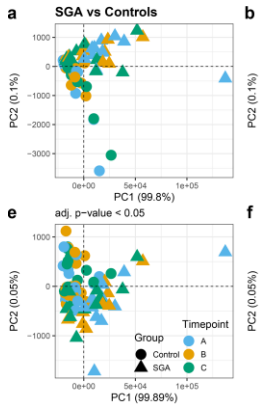 a
SGA vs Controls
b
1000
0
−1000
−2000
−3000
PC2 (0.1%)
PC2 (0.1%)
0e+00 5e+04 1e+05
PC1 (99.8%)
e
adj. p−value < 0.05
f
1000
0
−1000
PC2 (0.05%)
PC2 (0.05%)
Group
Control
SGA
Timepoint
A
B
C
0e+00 5e+04 1e+05
PC1 (99.89%)